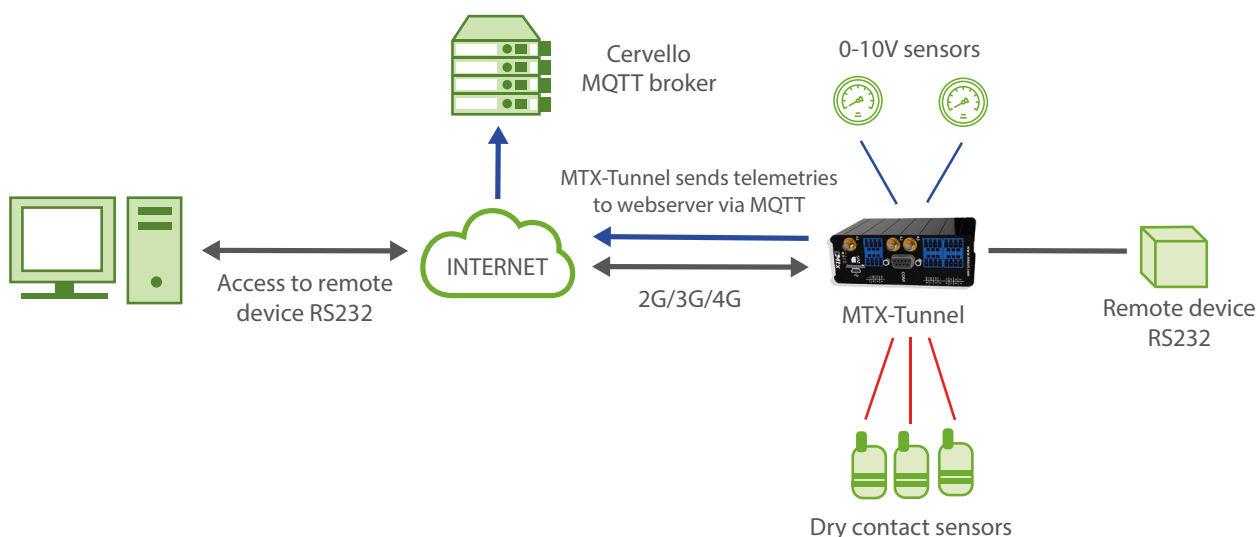 Cervello
MQTT broker
0-10V sensors
MTX-Tunnel sends telemetries
to webserver via MQTT
INTERNET
Access to remote
device RS232
2G/3G/4G
MTX-Tunnel
Remote device
RS232
Dry contact sensors